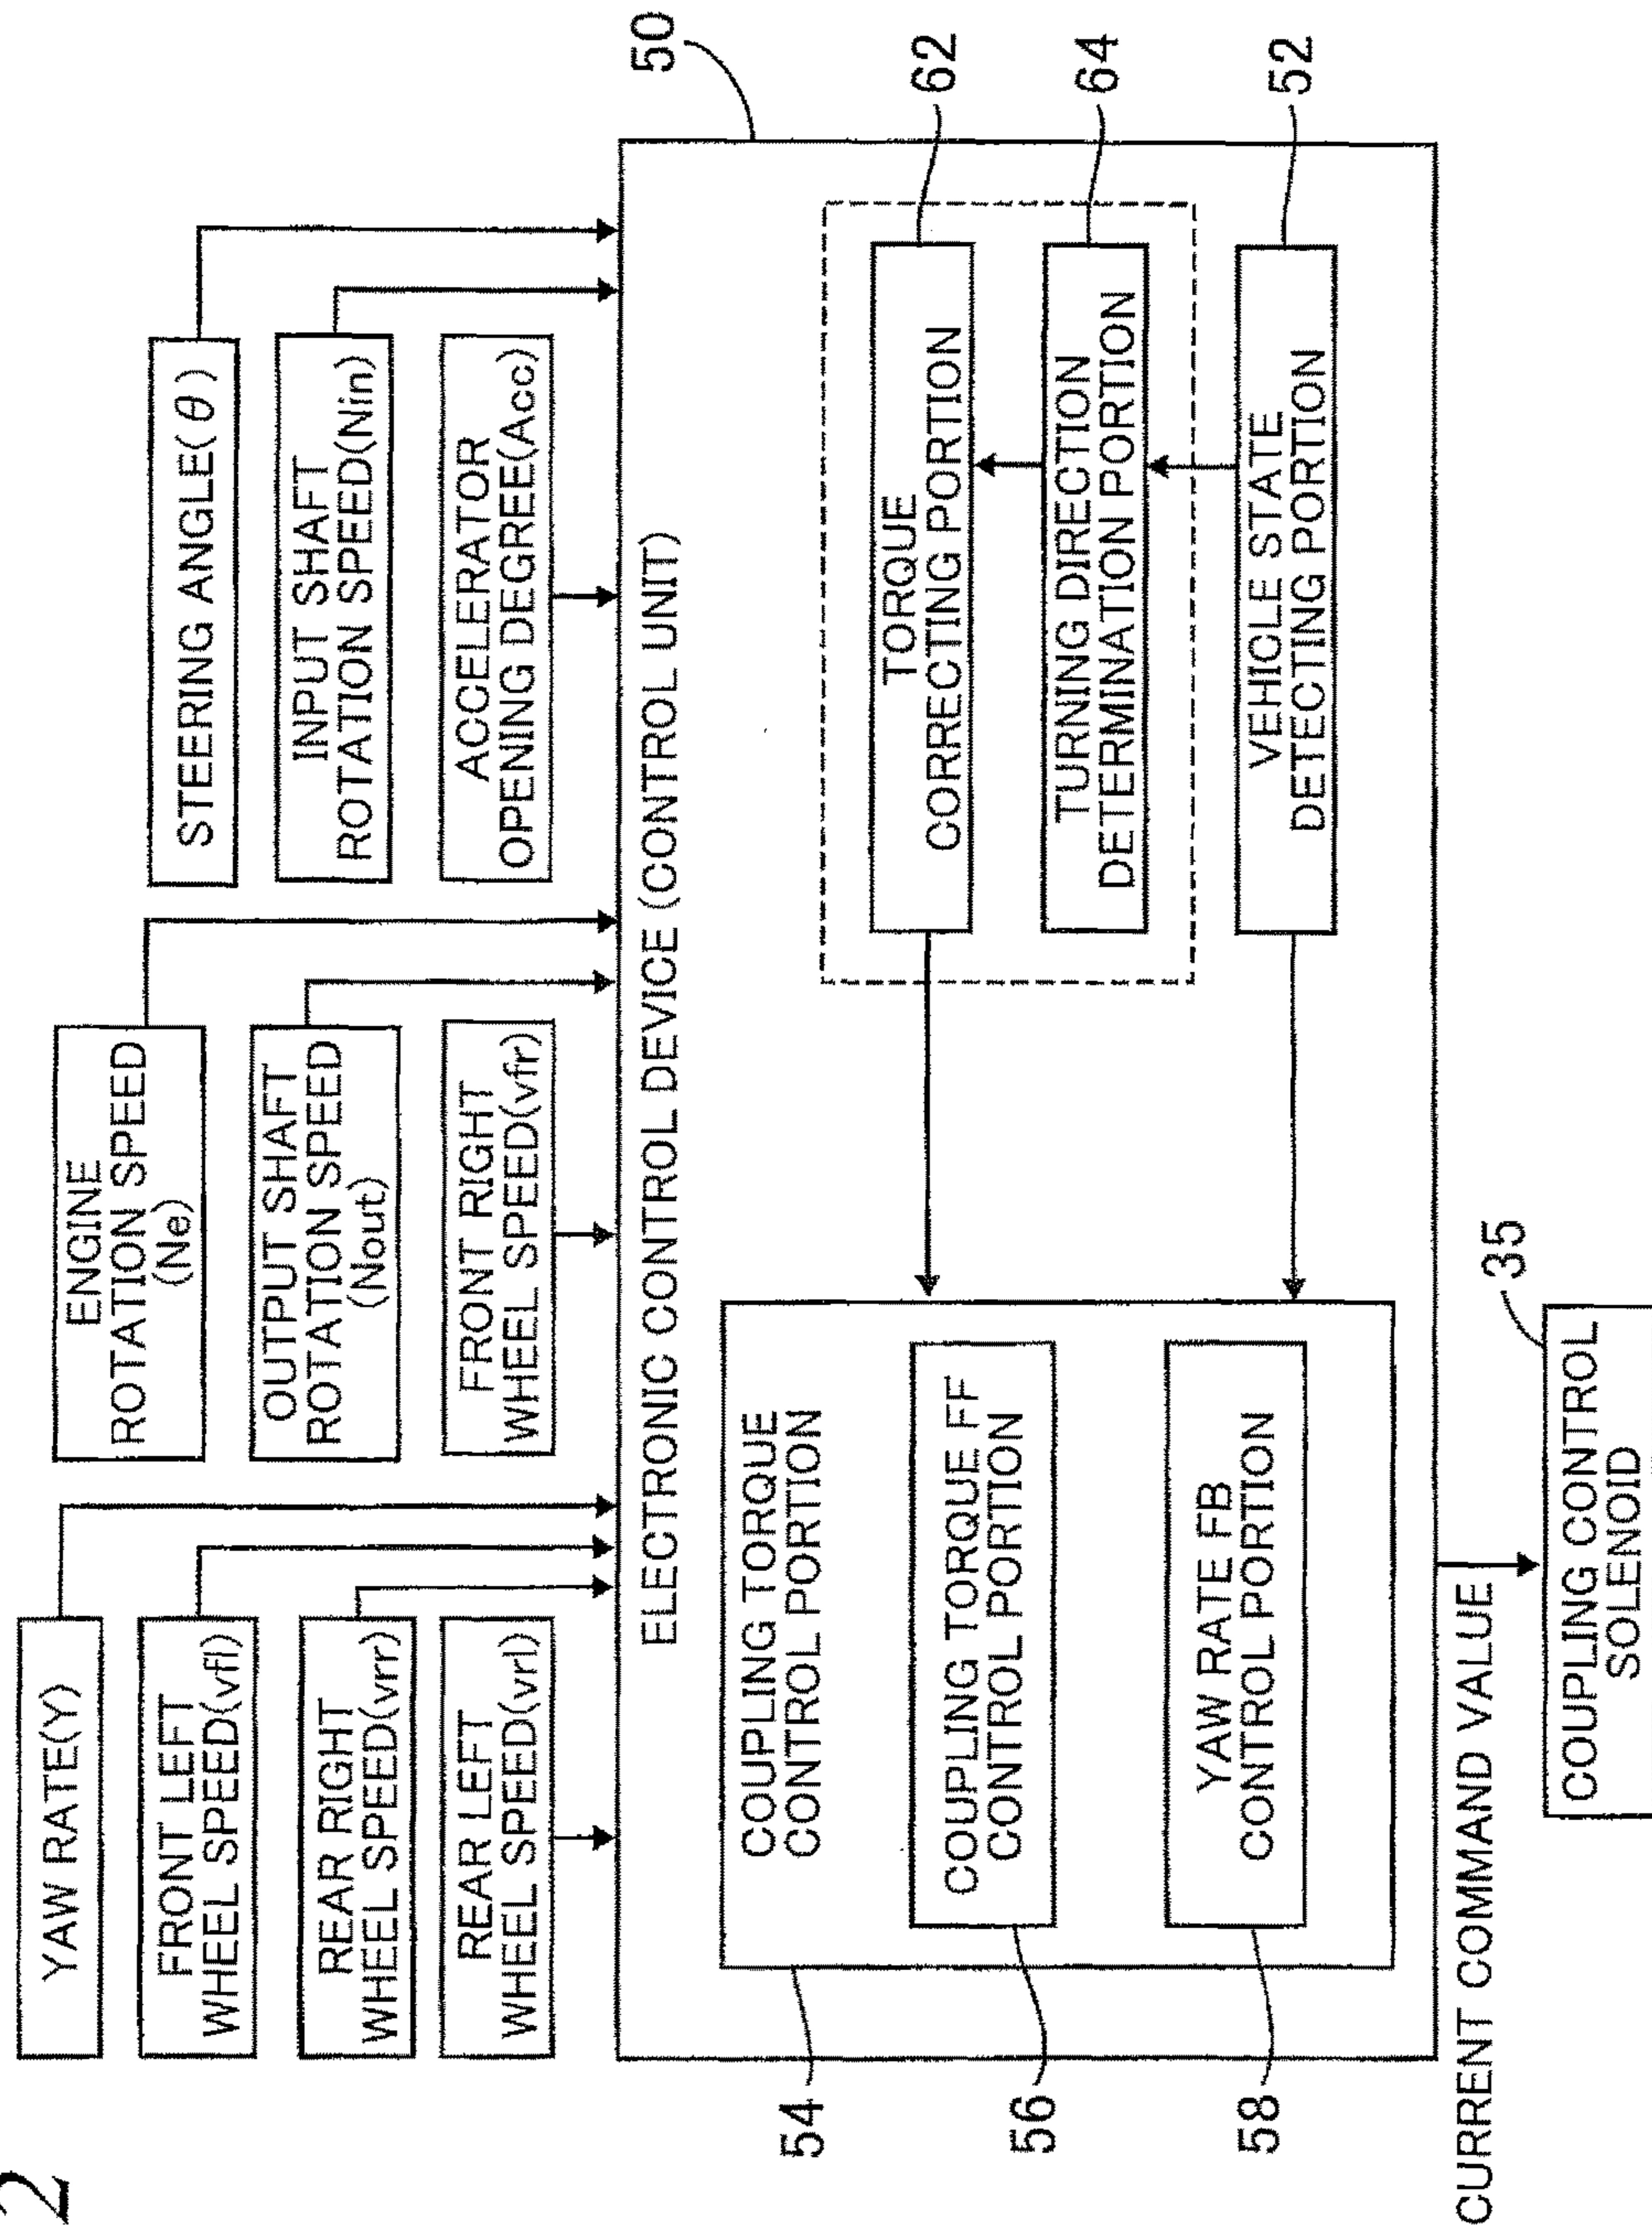 2
YAW RATE(Y)
FRONT LEFT
WHEEL SPEED(vfl)
REAR RIGHT
WHEEL SPEED(vrr)
REAR LEFT
WHEEL SPEED(vrl)
ENGINE
ROTATION SPEED
(Ne)
OUTPUT SHAFT
ROTATION SPEED
(Nout)
FRONT RIGHT
WHEEL SPEED(vfr)
STEERING ANGLE(θ)
INPUT SHAFT
ROTATION SPEED(Nin)
ACCELERATOR
OPENING DEGREE(Acc)
50
ELECTRONIC CONTROL DEVICE (CONTROL UNIT)
54
COUPLING TORQUE
CONTROL PORTION
56
COUPLING TORQUE FF
CONTROL PORTION
58
YAW RATE FB
CONTROL PORTION
TORQUE
CORRECTING PORTION
62
TURNING DIRECTION
DETERMINATION PORTION
64
VEHICLE STATE
DETECTING PORTION
52
CURRENT COMMAND VALUE
35
COUPLING CONTROL
SOLENOID